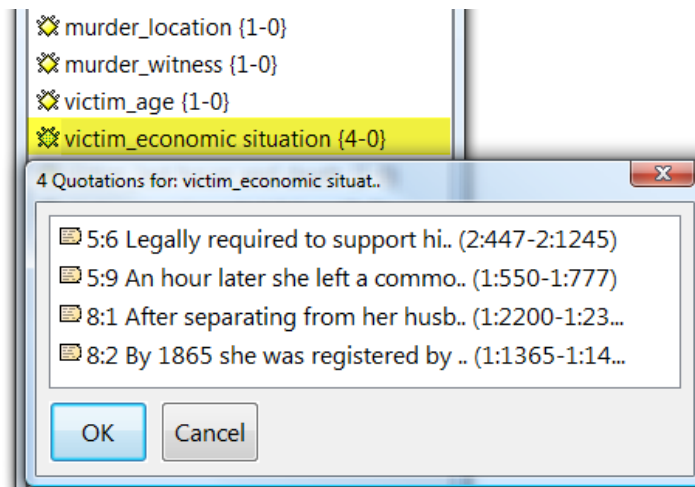 murder_location {1-0}
murder_witness {1-0}
victim_age {1-0}
victim_economic situation {4-0}
4 Quotations for: victim_economic situat..
5:6 Legally required to support hi.. (2:447-2:1245)
5:9 An hour later she left a commo.. (1:550-1:777)
8:1 After separating from her husb.. (1:2200-1:23...
8:2 By 1865 she was registered by .. (1:1365-1:14...
OK Cancel